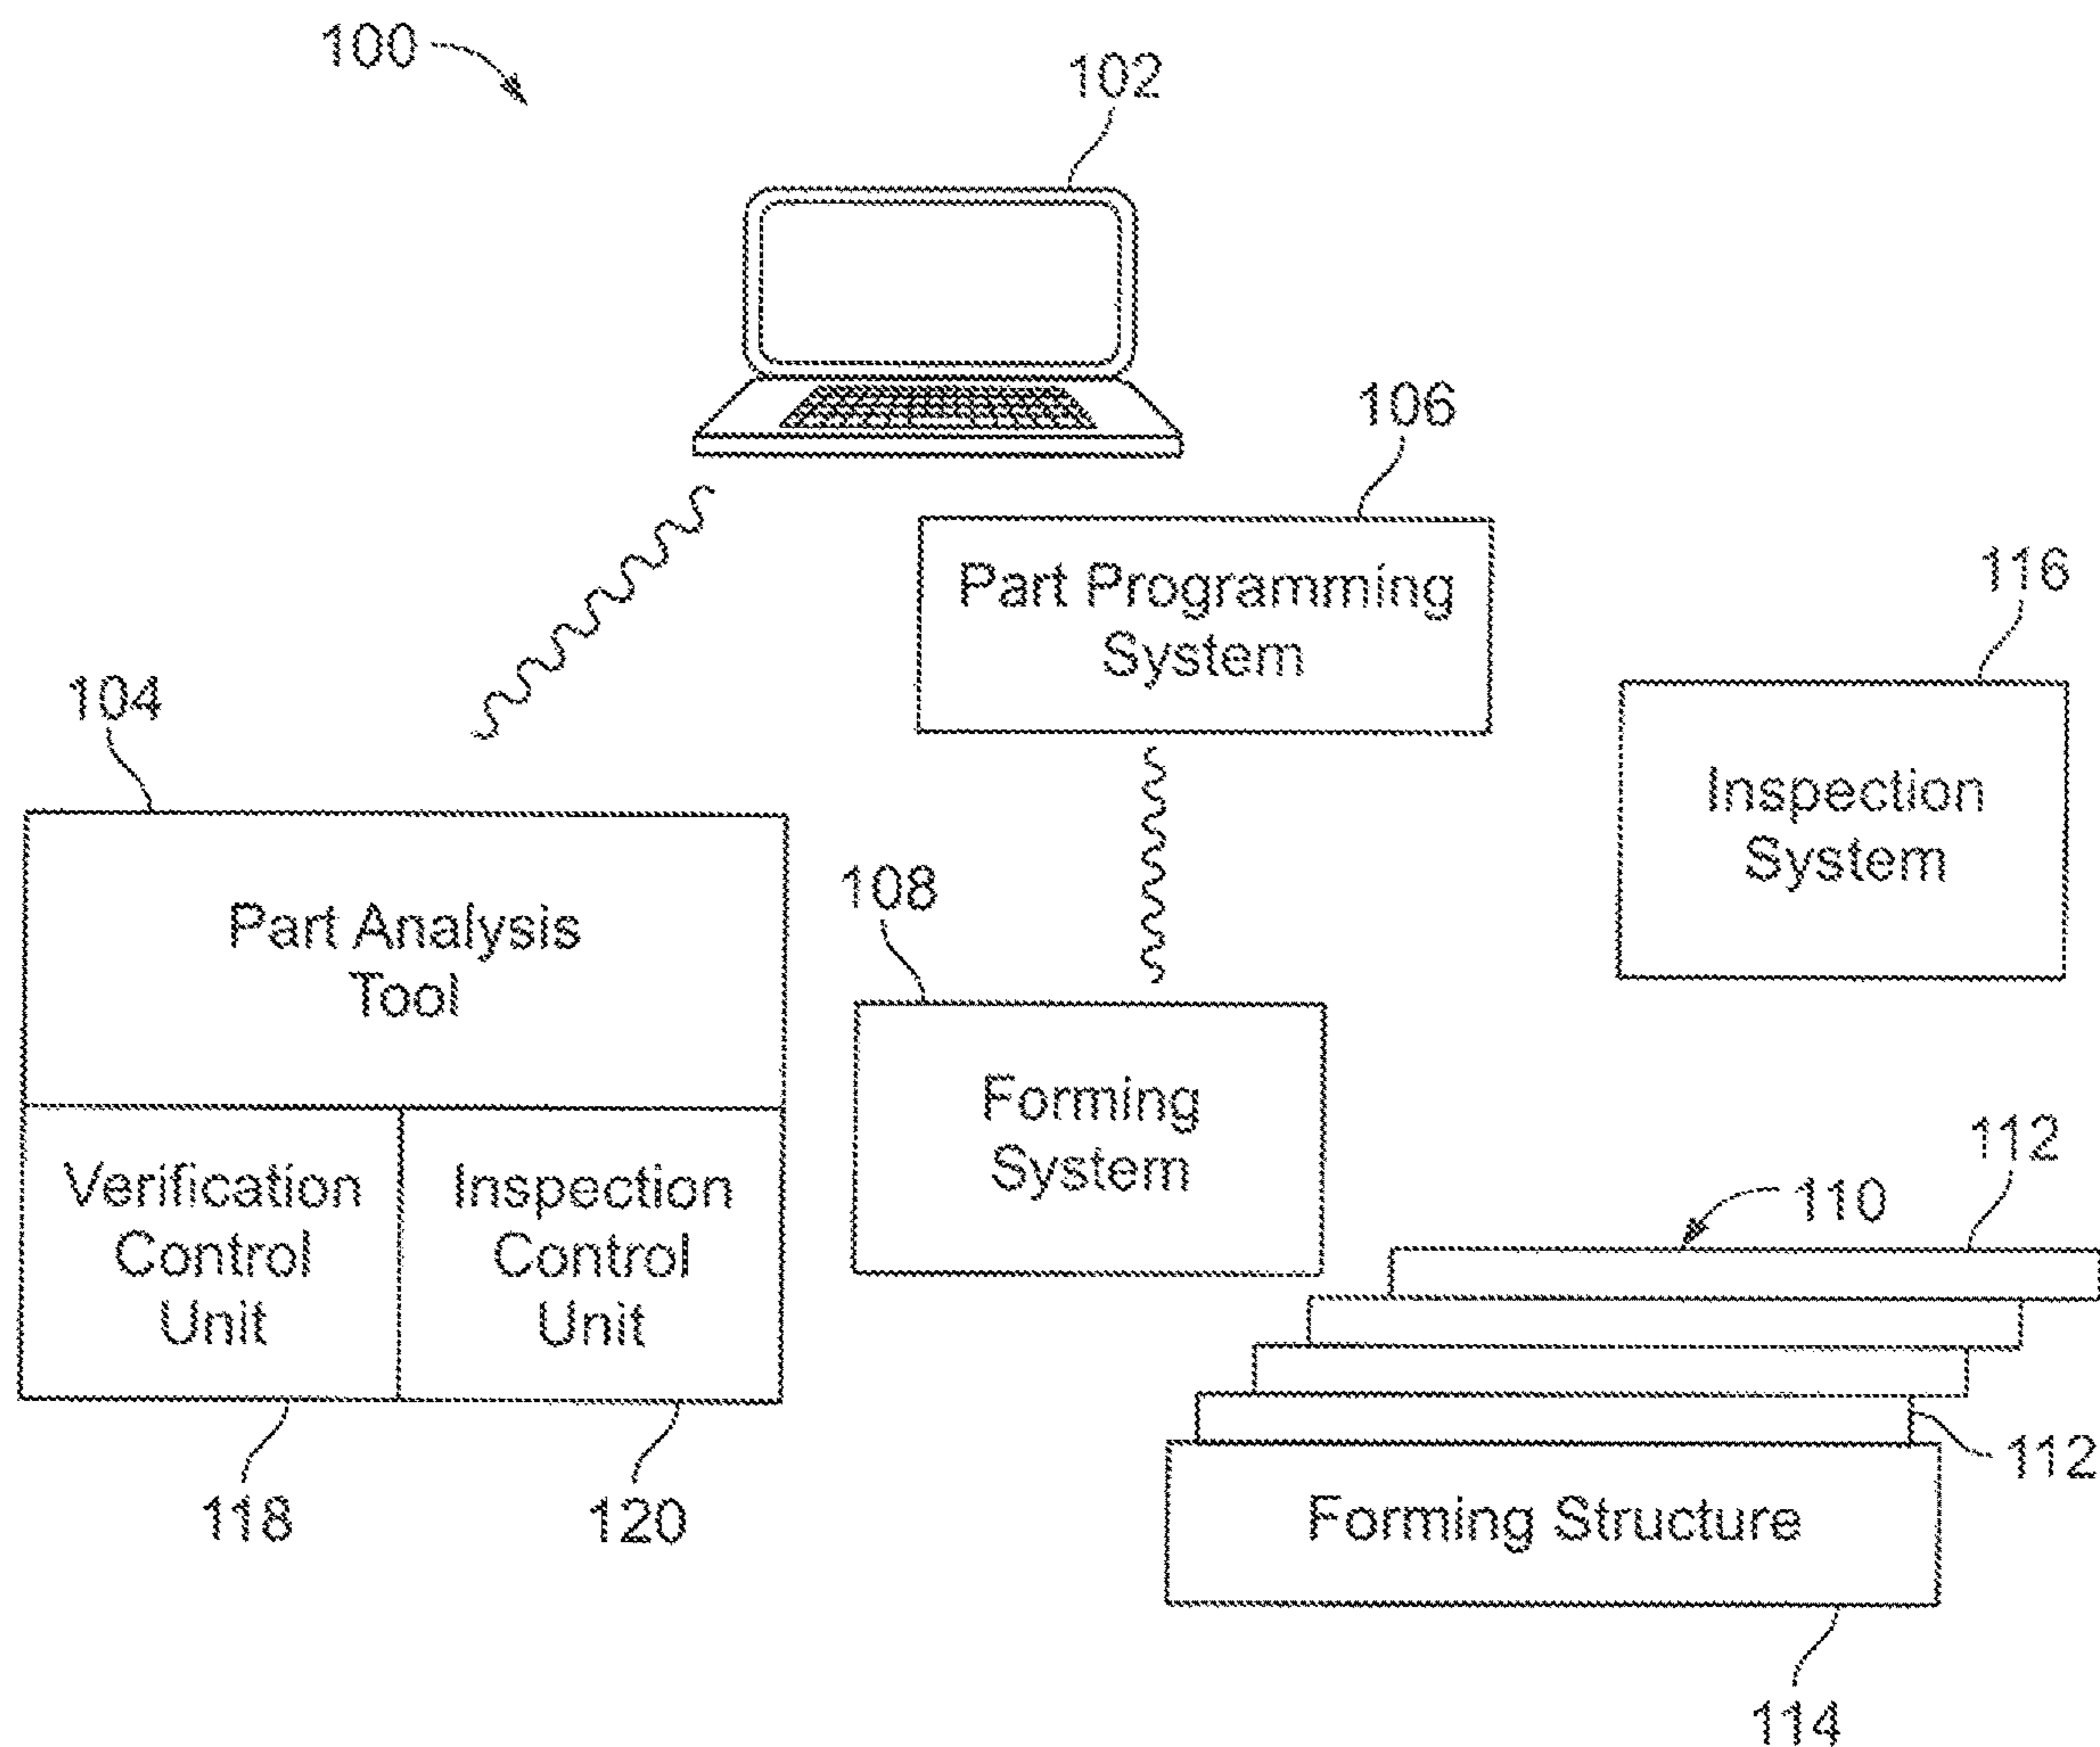 100
102
106
Part Programming
System
116
Inspection
System
104
Part Analysis
Tool
Verification
Control
Unit
Inspection
Control
Unit
118
120
108
Forming
System
112
110
112
Forming Structure
114